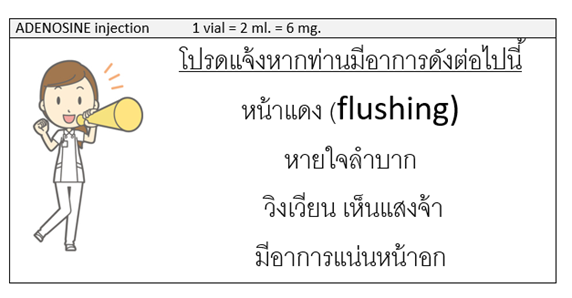 ADENOSINE injection 1 vial = 2 ml. = 6 mg.
โปรดแจ้งหากท่านมีอาการดังต่อไปนี้
หน้าแดง (flushing)
หายใจลำบาก
วิงเวียน เห็นแสงจ้า
มีอาการแน่นหน้าอก